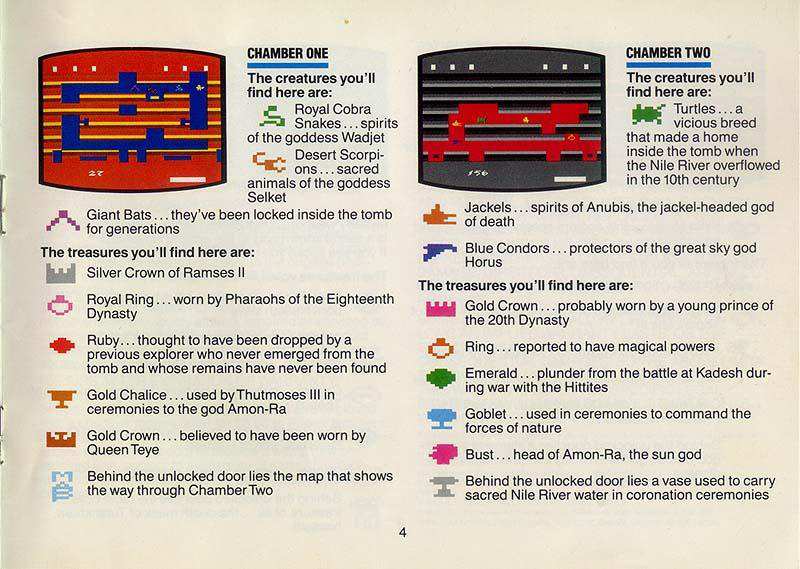 CHAMBER ONE
The creatures you'll
find here are:
Royal Cobra
Snakes...spirits
of the goddess Wadjet
Desert Scorpi-
ons...sacred
animals of the goddess
Selket
27
Giant Bats...they've been locked inside the tomb
for generations
The treasures you'll find here are:
Silver Crown of Ramses II
Royal Ring...worn by Pharaohs of the Eighteenth
Dynasty
Ruby...thought to have been dropped by a
previous explorer who never emerged from the
tomb and whose remains have never been found
Gold Chalice...used by Thutmoses III in
ceremonies to the god Amon-Ra
Gold Crown...believed to have been worn by
Queen Teye
Behind the unlocked door lies the map that shows
the way through Chamber Two
CHAMBER TWO
The creatures you'll
find here are:
Turtles...a
vicious breed
that made a home
inside the tomb when
the Nile River overflowed
in the 10th century
156
Jackels...spirits of Anubis, the jackel-headed god
of death
Blue Condors...protectors of the great sky god
Horus
The treasures you'll find here are:
Gold Crown...probably worn by a young prince of
the 20th Dynasty
Ring...reported to have magical powers
Emerald...plunder from the battle at Kadesh dur-
ing war with the Hittites
Goblet...used in ceremonies to command the
forces of nature
Bust...head of Amon-Ra, the sun god
Behind the unlocked door lies a vase used to carry
sacred Nile River water in coronation ceremonies
4